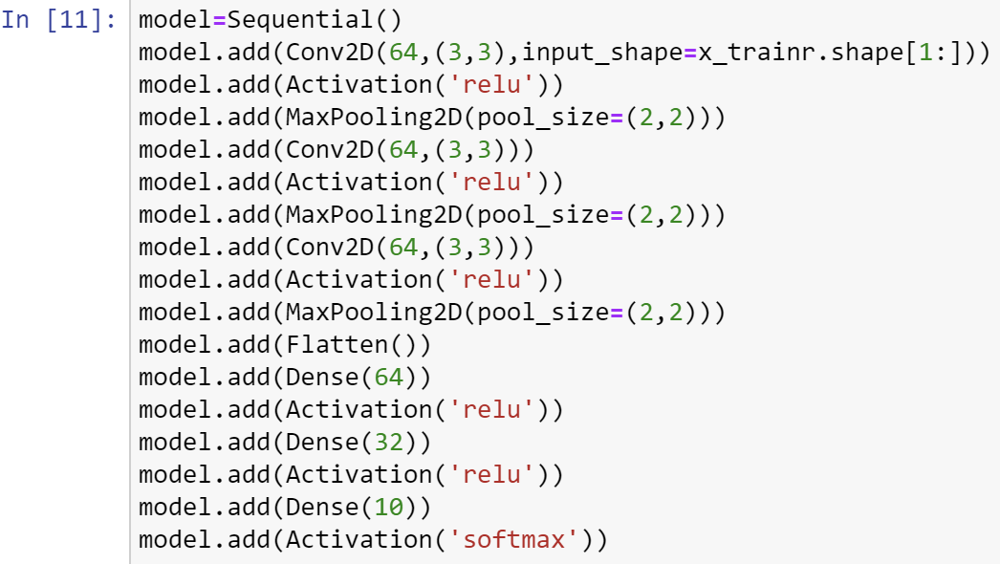 In [11]: model=Sequential()
model.add(Conv2D(64,(3,3),input_shape=x_trainr.shape[1:]))
model.add(Activation('relu'))
model.add(MaxPooling2D(pool_size=(2,2)))
model.add(Conv2D(64,(3,3)))
model.add(Activation('relu'))
model.add(MaxPooling2D(pool_size=(2,2)))
model.add(Conv2D(64,(3,3)))
model.add(Activation('relu'))
model.add(MaxPooling2D(pool_size=(2,2)))
model.add(Flatten())
model.add(Dense(64))
model.add(Activation('relu'))
model.add(Dense(32))
model.add(Activation('relu'))
model.add(Dense(10))
model.add(Activation('softmax'))